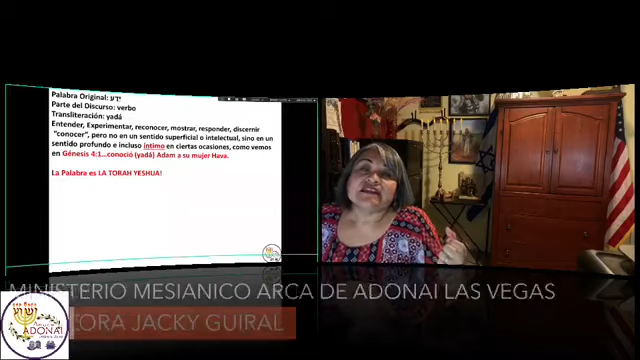 Palabra Original: יָדַע
Parte del Discurso: verbo
Transliteración: yadá
Entender, Experimentar, reconocer, mostrar, responder, discernir
"conocer", pero no en un sentido superficial o intelectual, sino en un
sentido profundo e incluso íntimo en ciertas ocasiones, como vemos
en Génesis 4:1...conoció (yadá) Adam a su mujer Hava.
La Palabra es LA TORAH YESHUA!
MINISTERIO MESIANICO ARCA DE ADONAI LAS VEGAS
TORA JACKY GUIRAL
ADONAI